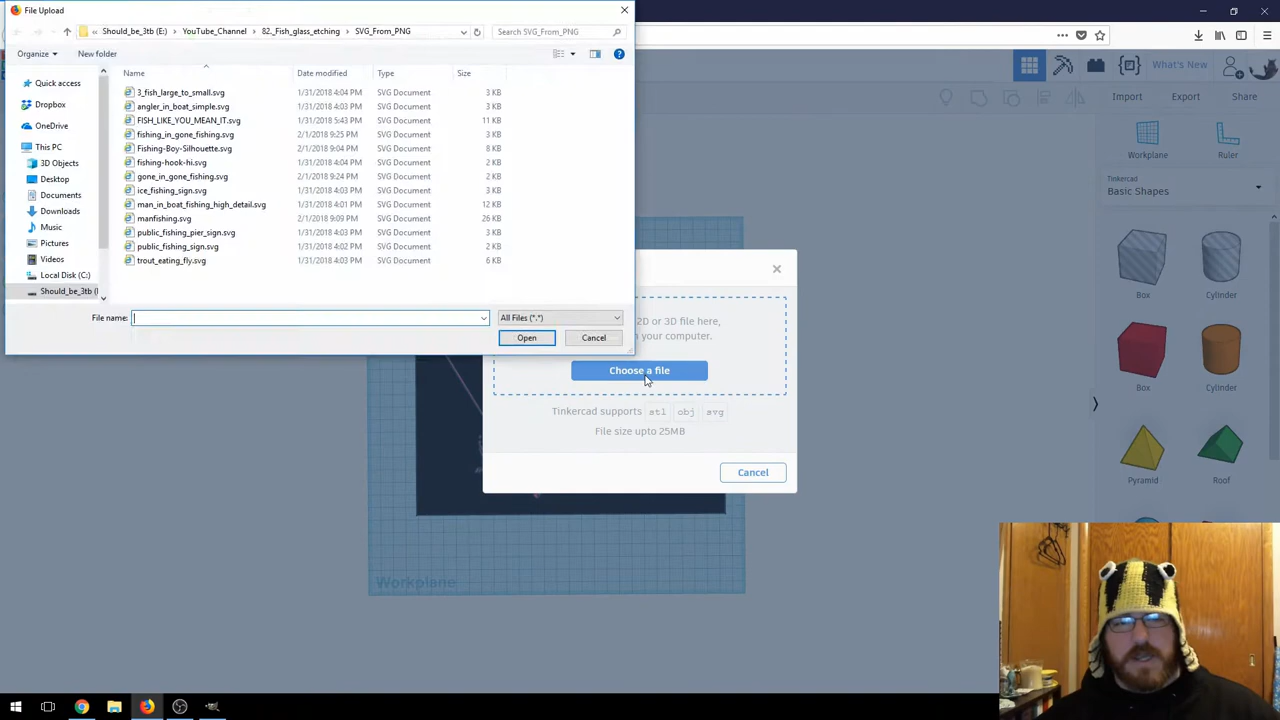 File Upload
Should_be_3tb (E:) > YouTube_Channel > 82._Fish_glass_etching > SVG_From_PNG
Search SVG_From_PNG
Organize
New folder
Name Date modified Type Size
Quick access
Dropbox
OneDrive
This PC
3D Objects
Desktop
Documents
Downloads
Music
Pictures
Videos
Local Disk (C:)
Should_be_3tb (
3_fish_large_to_small.svg 1/31/2018 4:04 PM SVG Document 3 KB
angler_in_boat_simple.svg 1/31/2018 4:04 PM SVG Document 3 KB
FISH_LIKE_YOU_MEAN_IT.svg 1/31/2018 5:43 PM SVG Document 11 KB
fishing_in_gone_fishing.svg 2/1/2018 9:25 PM SVG Document 3 KB
Fishing-Boy-Silhouette.svg 2/1/2018 9:04 PM SVG Document 8 KB
fishing-hook-hi.svg 1/31/2018 4:04 PM SVG Document 2 KB
gone_in_gone_fishing.svg 2/1/2018 9:24 PM SVG Document 2 KB
ice_fishing_sign.svg 1/31/2018 4:03 PM SVG Document 3 KB
man_in_boat_fishing_high_detail.svg 1/31/2018 4:01 PM SVG Document 12 KB
manfishing.svg 2/1/2018 9:09 PM SVG Document 26 KB
public_fishing_pier_sign.svg 1/31/2018 4:03 PM SVG Document 3 KB
public_fishing_sign.svg 1/31/2018 4:02 PM SVG Document 2 KB
trout_eating_fly.svg 1/31/2018 4:03 PM SVG Document 6 KB
File name:
All Files (*.*)
Open
Cancel
2D or 3D file here,
your computer.
Choose a file
Tinkercad supports stl obj svg
File size upto 25MB
Cancel
Workplane
What's New
Import
Export
Share
Workplane
Ruler
Tinkercad
Basic Shapes
Box
Cylinder
Box
Cylinder
Pyramid
Roof